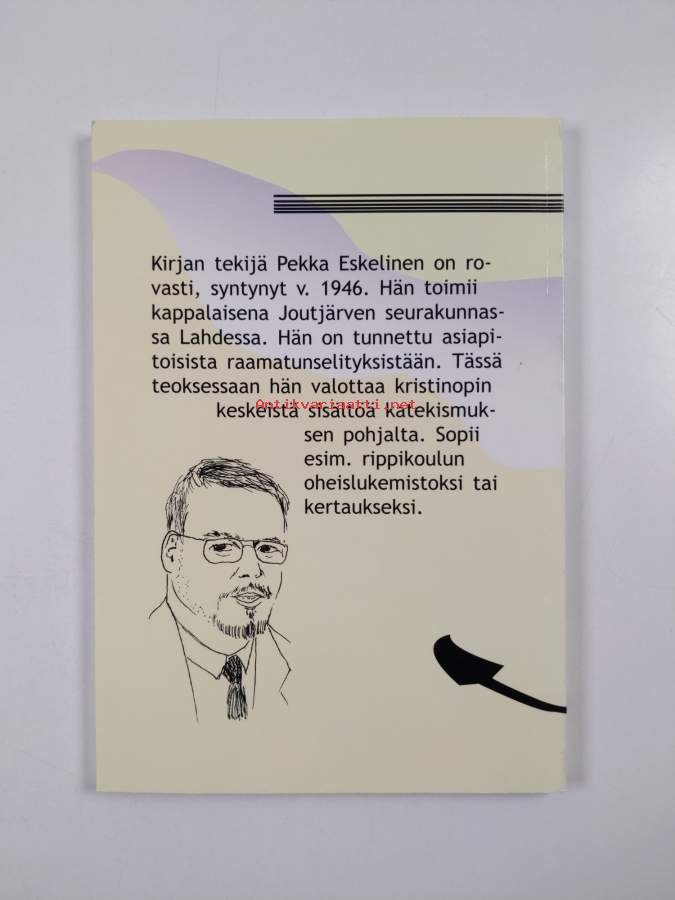 Kirjan tekijä Pekka Eskelinen on ro-
vasti, syntynyt v. 1946. Hän toimii
kappalaisena Joutjärven seurakunnas-
sa Lahdessa. Hän on tunnettu asiapi-
toisista raamatunselityksistään. Tässä
teoksessaan hän valottaa kristinopin
keskeistä sisältöä katekismuk-
Antikvariaatti.net
sen pohjalta. Sopii
esim. rippikoulun
oheislukemistoksi tai
kertaukseksi.